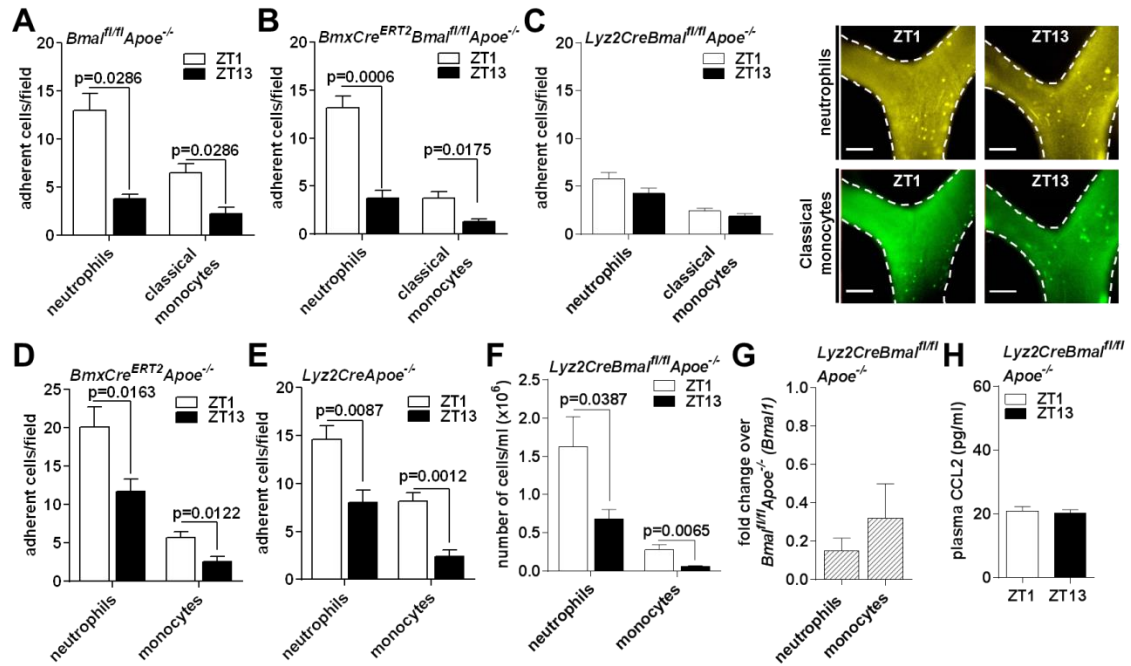 A
Bmal^fl/fl Apoe^-/-
adherent cells/field
20
15
10
5
0
ZT1
ZT13
p=0.0286
p=0.0286
neutrophils
classical
monocytes
B
BmxCre^ERT2 Bmal^fl/fl Apoe^-/-
adherent cells/field
20
15
10
5
0
ZT1
ZT13
p=0.0006
p=0.0175
neutrophils
classical
monocytes
C
Lyz2CreBmal^fl/fl Apoe^-/-
adherent cells/field
20
15
10
5
0
ZT1
ZT13
neutrophils
classical
monocytes
neutrophils
ZT1
ZT13
Classical
monocytes
ZT1
ZT13
D
BmxCre^ERT2 Apoe^-/-
adherent cells/field
25
20
15
10
5
0
ZT1
ZT13
p=0.0163
p=0.0122
neutrophils
monocytes
E
Lyz2CreApoe^-/-
adherent cells/field
20
15
10
5
0
ZT1
ZT13
p=0.0087
p=0.0012
neutrophils
monocytes
F
Lyz2CreBmal^fl/fl Apoe^-/-
number of cells/ml (x10^6)
2.5
2.0
1.5
1.0
0.5
0.0
ZT1
ZT13
p=0.0387
p=0.0065
neutrophils
monocytes
G
Lyz2CreBmal^fl/fl
Apoe^-/-
fold change over
Bmal^fl/fl Apoe^-/- (Bmal1)
1.0
0.8
0.6
0.4
0.2
0.0
neutrophils
monocytes
H
Lyz2CreBmal^fl/fl
Apoe^-/-
plasma CCL2 (pg/ml)
60
40
20
0
ZT1
ZT13
ZT1
ZT13